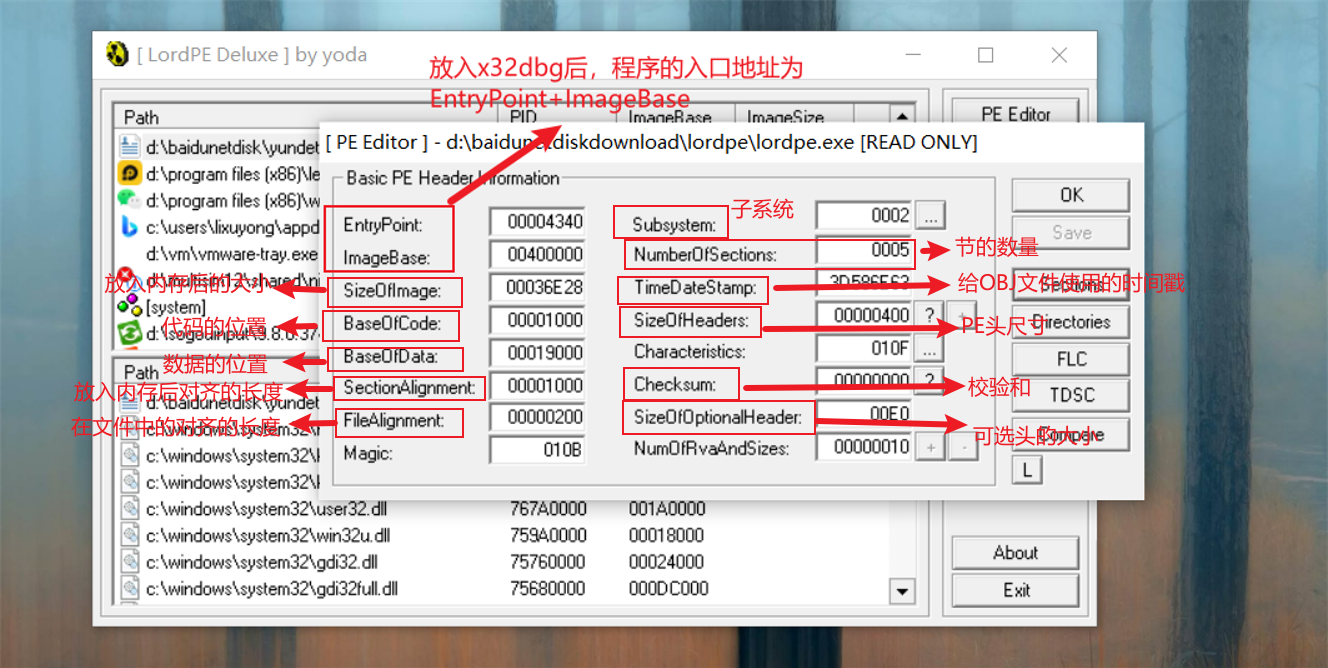 [ LordPE Deluxe ] by yoda
放入x32dbg后，程序的入口地址为
EntryPoint+ImageBase
Path
PID
ImageBase
ImageSize
PE Editor
[ PE Editor ] - d:\baidunetdiskdownload\lordpe\lordpe.exe [READ ONLY]
d:\baidunetdisk\yundet
d:\program files (x86)\le
d:\program files (x86)\w
c:\users\lixuyong\appd
d:\vm\vmware-tray.exe
[system]
Basic PE Header Information
EntryPoint: 00004340
ImageBase: 00400000
SizeOfImage: 00036E28
放入内存后的大小
BaseOfCode: 00001000
代码的位置
BaseOfData: 00019000
数据的位置
SectionAlignment: 00001000
放入内存后对齐的长度
FileAlignment: 00000200
在文件中的对齐的长度
Magic: 010B
Subsystem: 0002 ...
子系统
NumberOfSections: 0005
节的数量
TimeDateStamp:
给OBJ文件使用的时间戳
SizeOfHeaders: 00000400 ? +
PE头尺寸
Characteristics: 010F ...
Checksum: 00000000 ?
校验和
SizeOfOptionalHeader: 00E0
可选头的大小
NumOfRvaAndSizes: 00000010 + -
OK
Save
Sections
Directories
FLC
TDSC
Compare
L
Path
d:\baidunetdisk\yundet
c:\windows\system32\
c:\windows\system32\k
c:\windows\system32\k
c:\windows\system32\user32.dll 767A0000 001A0000
c:\windows\system32\win32u.dll 759A0000 00018000
c:\windows\system32\gdi32.dll 75760000 00024000
c:\windows\system32\gdi32full.dll 75680000 000DC000
About
Exit